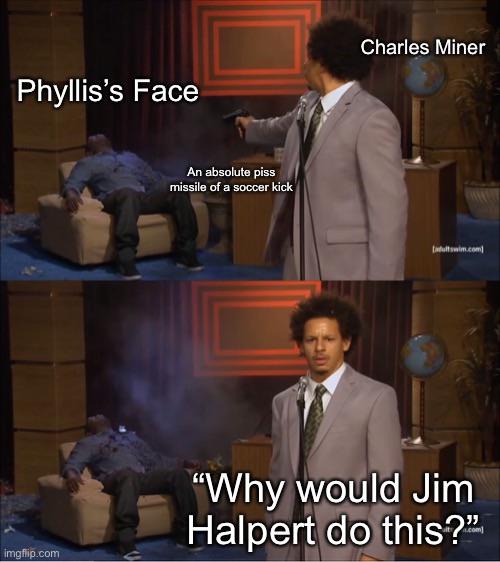 Charles Miner
Phyllis’s Face
An absolute piss
missile of a soccer kick
[adultswim.com]
“Why would Jim
Halpert do this?”
imgflip.com